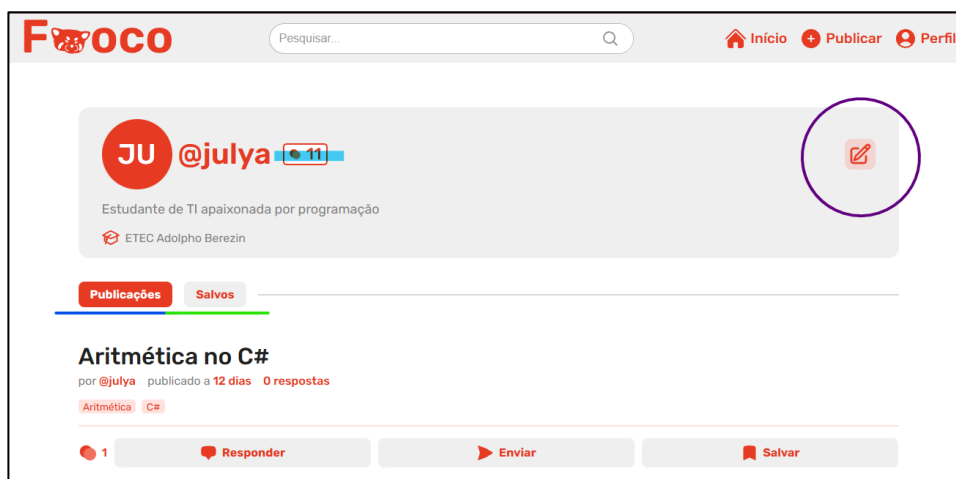 Foco
Pesquisar...
Início
Publicar
Perfil
JU
@julya 11
Estudante de TI apaixonada por programação
ETEC Adolpho Berezin
Publicações
Salvos
Aritmética no C#
por @julya publicado a 12 dias 0 respostas
Aritmética C#
1
Responder
Enviar
Salvar